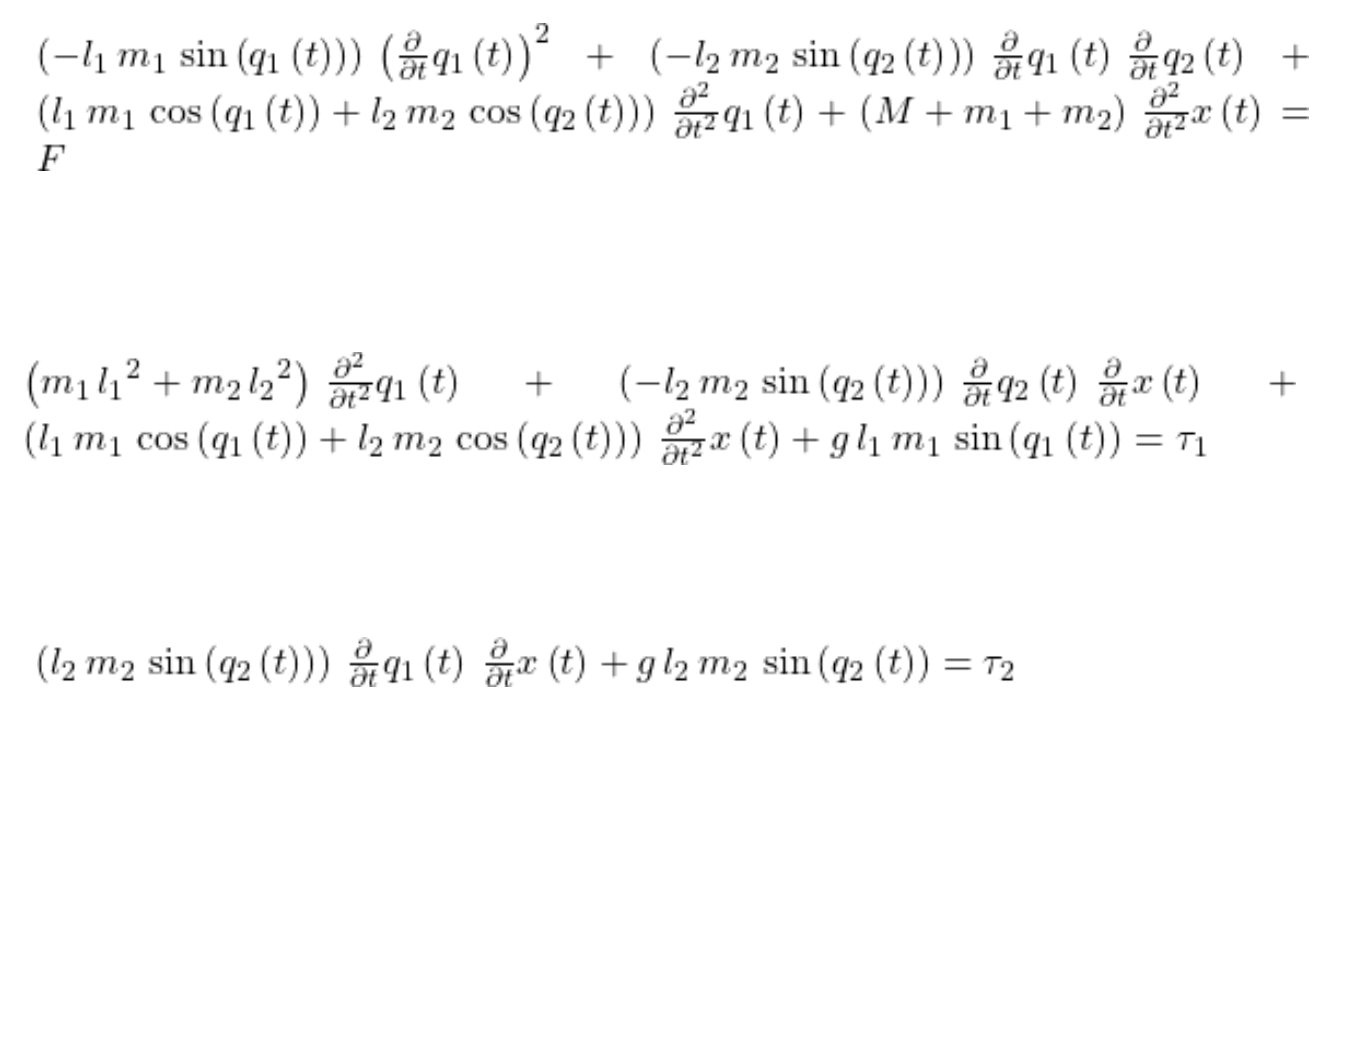 (−l₁ m₁ sin (q₁ (t))) (∂/∂t q₁ (t))² + (−l₂ m₂ sin (q₂ (t))) ∂/∂t q₁ (t) ∂/∂t q₂ (t) +
(l₁ m₁ cos (q₁ (t)) + l₂ m₂ cos (q₂ (t))) ∂²/∂t² q₁ (t) + (M + m₁ + m₂) ∂²/∂t² x (t) =
F
(m₁ l₁² + m₂ l₂²) ∂²/∂t² q₁ (t) + (−l₂ m₂ sin (q₂ (t))) ∂/∂t q₂ (t) ∂/∂t x (t) +
(l₁ m₁ cos (q₁ (t)) + l₂ m₂ cos (q₂ (t))) ∂²/∂t² x (t) + g l₁ m₁ sin (q₁ (t)) = τ₁
(l₂ m₂ sin (q₂ (t))) ∂/∂t q₁ (t) ∂/∂t x (t) + g l₂ m₂ sin (q₂ (t)) = τ₂